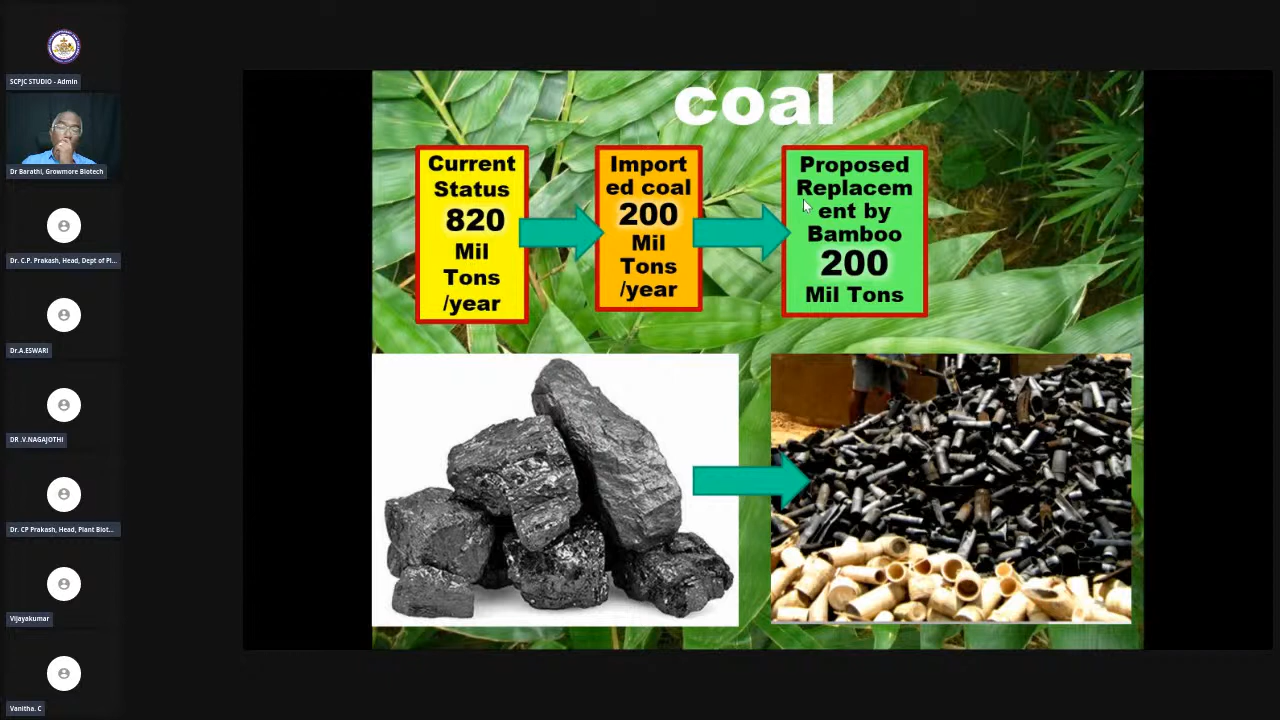 SCPJC STUDIO - Admin
Dr Barathi, Growmore Biotech
Dr. C.P. Prakash, Head, Dept of Pl...
Dr.A.ESWARI
DR .V.NAGAJOTHI
Dr. CP Prakash, Head, Plant Biot...
Vijayakumar
Vanitha. C
coal
Current
Status
820
Mil
Tons
/year
Import
ed coal
200
Mil
Tons
/year
Proposed
Replacem
ent by
Bamboo
200
Mil Tons